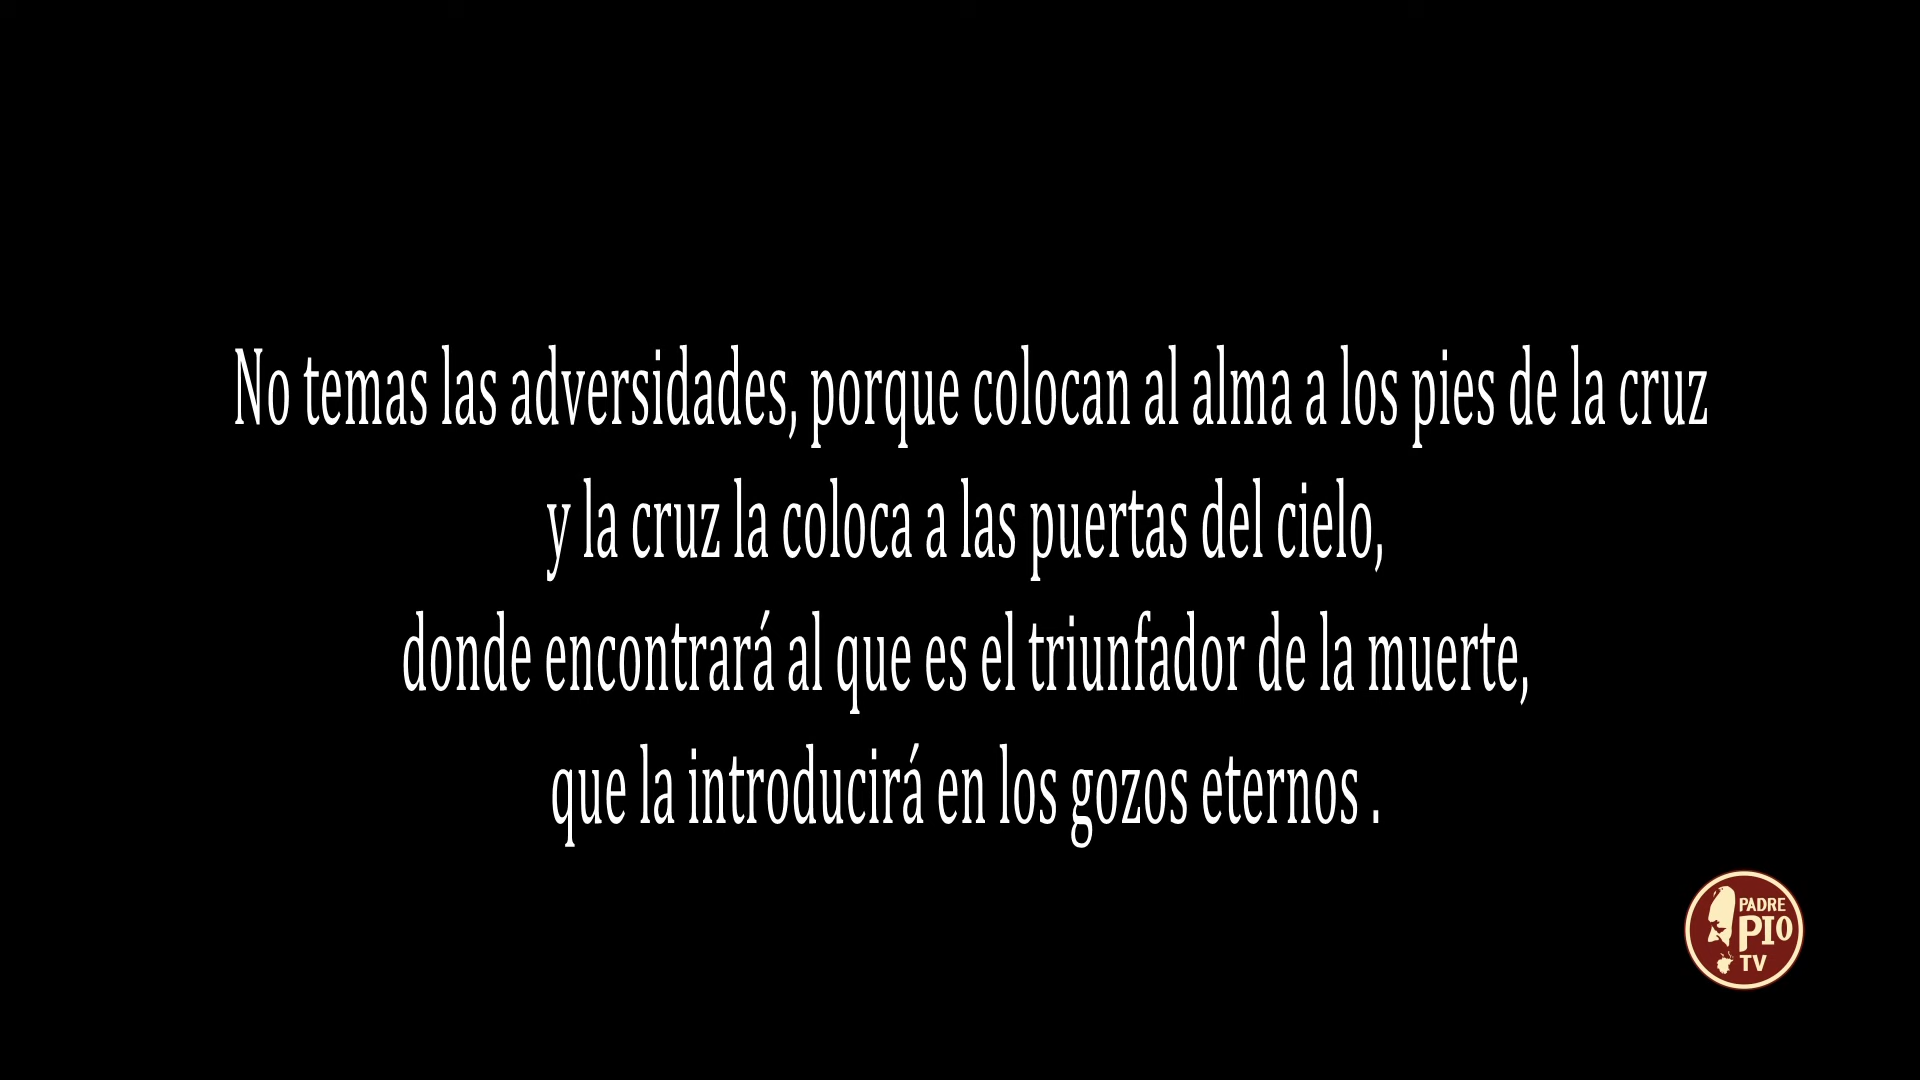 No temas las adversidades, porque colocan al alma a los pies de la cruz
y la cruz la coloca a las puertas del cielo,
donde encontrará al que es el triunfador de la muerte,
que la introducirá en los gozos eternos .
PADRE
PIO
TV